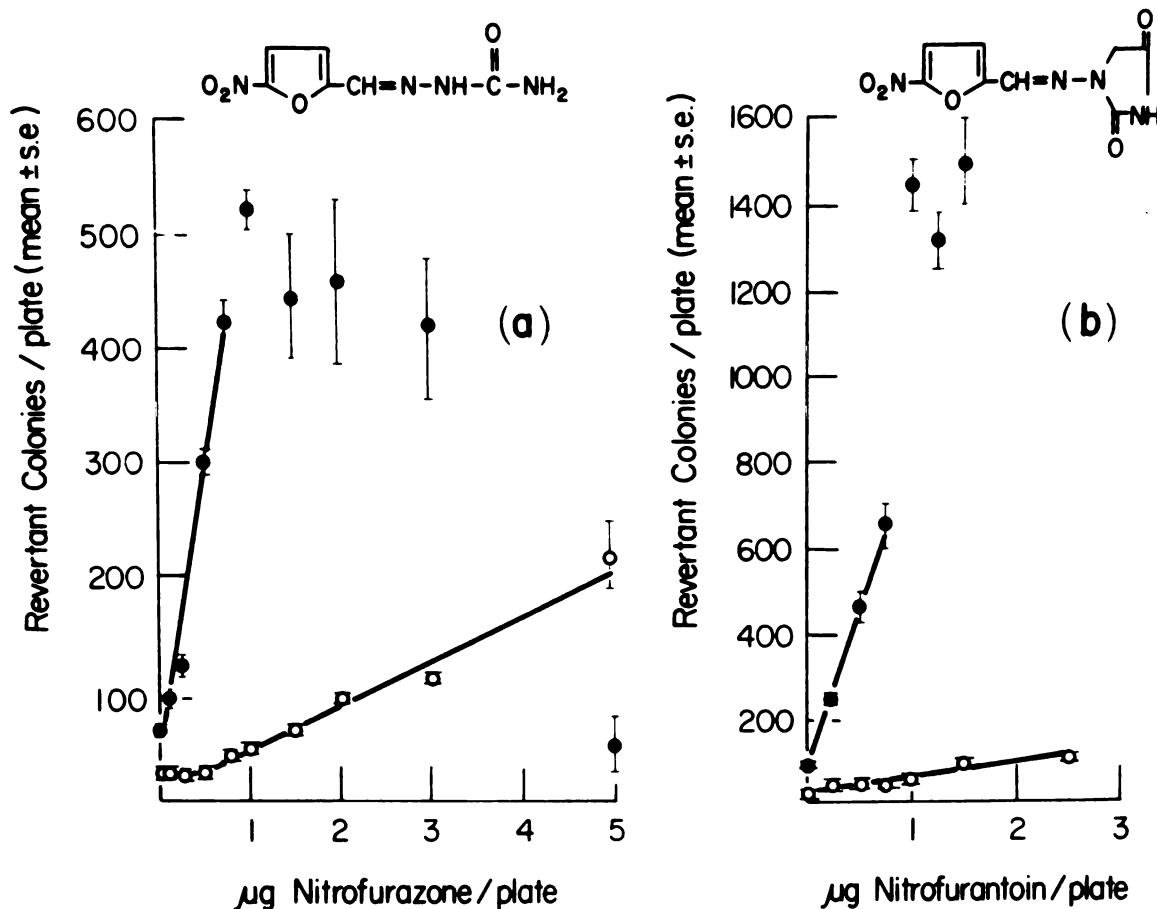 O
O₂N
O
CH=N-NH-C-NH₂
Revertant Colonies / plate (mean ± s.e)
600
500
400
300
200
100
(a)
1
2
3
4
5
μg Nitrofurazone/plate
O
O₂N
O
CH=N-N
NH
O
Revertant Colonies / plate (mean ± s.e.)
1600
1400
1200
1000
800
600
400
200
(b)
1
2
3
μg Nitrofurantoin/plate